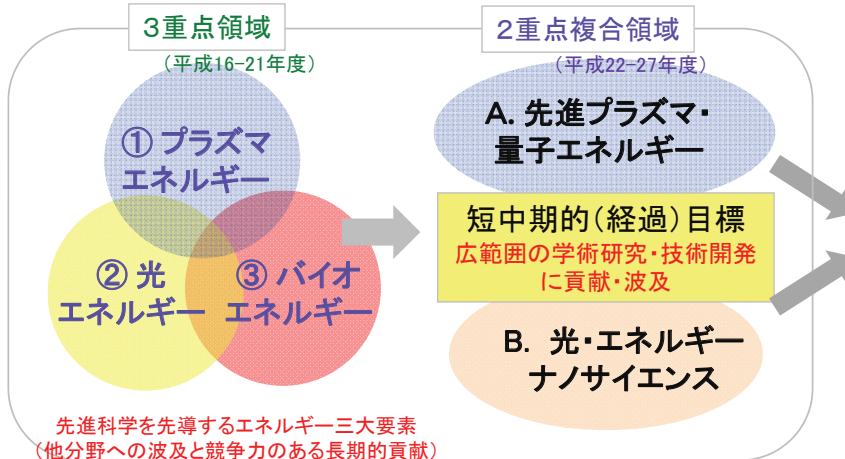 3重点領域
(平成16-21年度)
① プラズマ
エネルギー
② 光
エネルギー
③ バイオ
エネルギー
先進科学を先導するエネルギー三大要素
(他分野への波及と競争力のある長期的貢献)
2重点複合領域
(平成22-27年度)
A. 先進プラズマ・
量子エネルギー
短中期的(経過)目標
広範囲の学術研究・技術開発
に貢献・波及
B. 光・エネルギー
ナノサイエンス